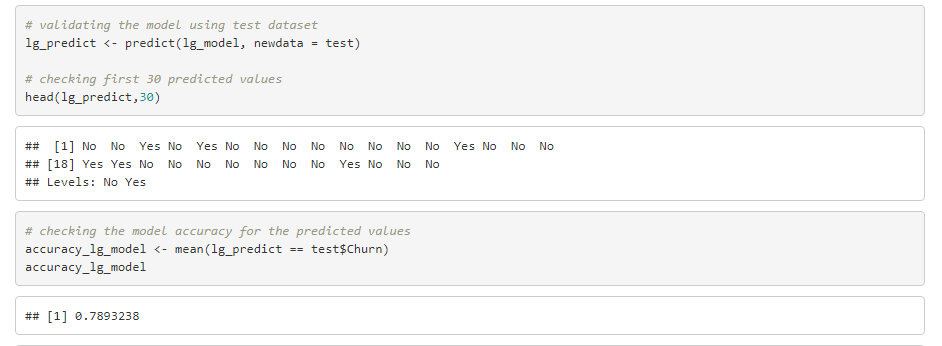 # validating the model using test dataset
lg_predict <- predict(lg_model, newdata = test)
# checking first 30 predicted values
head(lg_predict,30)
##  [1] No  No  Yes No  Yes No  No  No  No  No  No  No  No  Yes No  No  No
## [18] Yes Yes No  No  No  No  No  No  No  Yes No  No  No
## Levels: No Yes
# checking the model accuracy for the predicted values
accuracy_lg_model <- mean(lg_predict == test$Churn)
accuracy_lg_model
## [1] 0.7893238